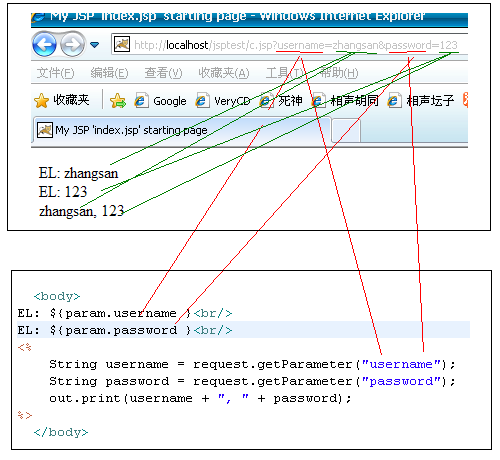 My JSP 'index.jsp' starting page - Windows Internet Explorer
http://localhost/jsptest/c.jsp?username=zhangsan&password=123
文件(F) 编辑(E) 查看(V) 收藏夹(A) 工具(T) 帮助(H)
收藏夹 Google VeryCD 死神 相声胡同 相声坛子
My JSP 'index.jsp' starting page
EL: zhangsan
EL: 123
zhangsan, 123
<body>
EL: ${param.username }<br/>
EL: ${param.password }<br/>
<%
String username = request.getParameter("username");
String password = request.getParameter("password");
out.print(username + ", " + password);
%>
</body>